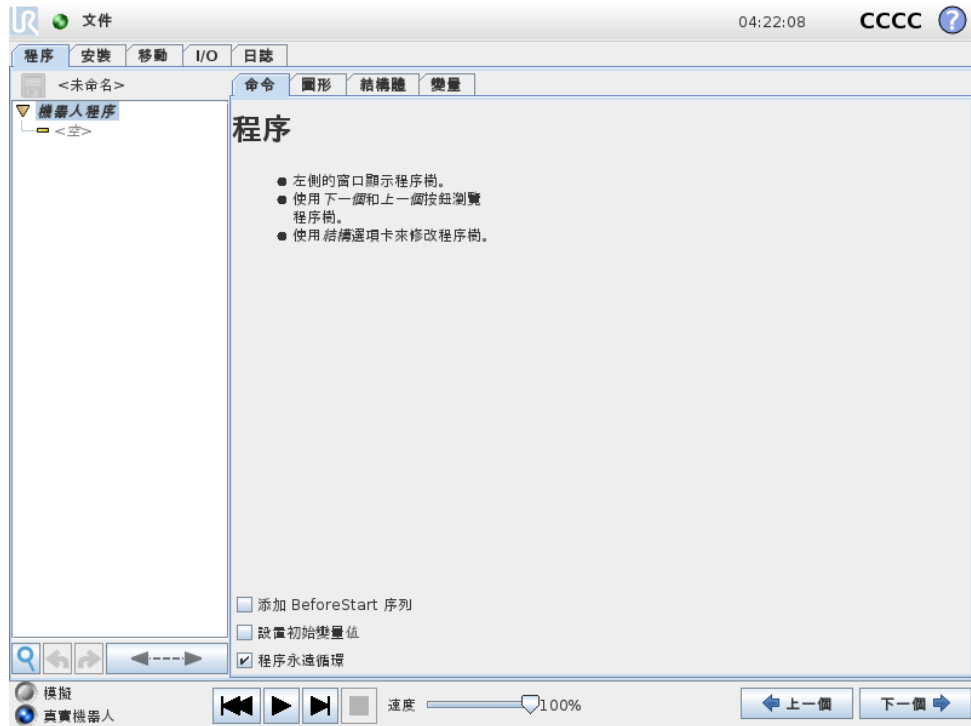 UR 文件 04:22:08 CCCC ?
程序 安裝 移動 I/O 日誌
<未命名> 命令 圖形 結構體 變量
機器人程序
<空>
程序
左側的窗口顯示程序樹。
使用下一個和上一個按鈕瀏覽
程序樹。
使用結構選項卡來修改程序樹。
添加 BeforeStart 序列
設置初始變量值
程序永遠循環
模擬
真實機器人
速度 100% 上一個 下一個